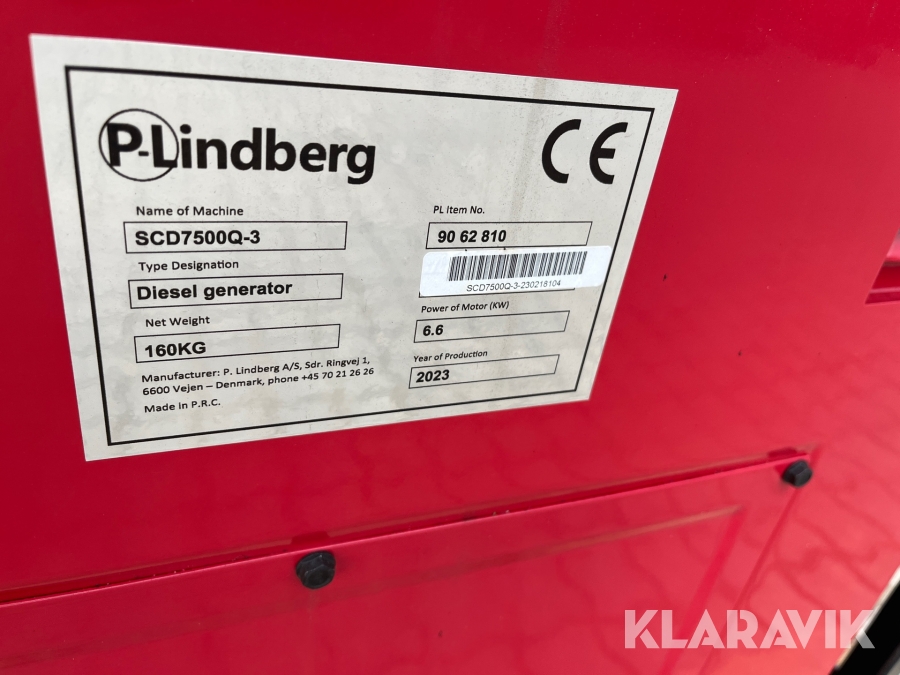 P-Lindberg
CE
Name of Machine
SCD7500Q-3
Type Designation
Diesel generator
Net Weight
160KG
PL Item No.
90 62 810
SCD7500Q-3-230218104
Power of Motor (KW)
6.6
Year of Production
2023
Manufacturer: P. Lindberg A/S, Sdr. Ringvej 1,
6600 Vejen – Denmark, phone +45 70 21 26 26
Made in P.R.C.
KLARAVIK